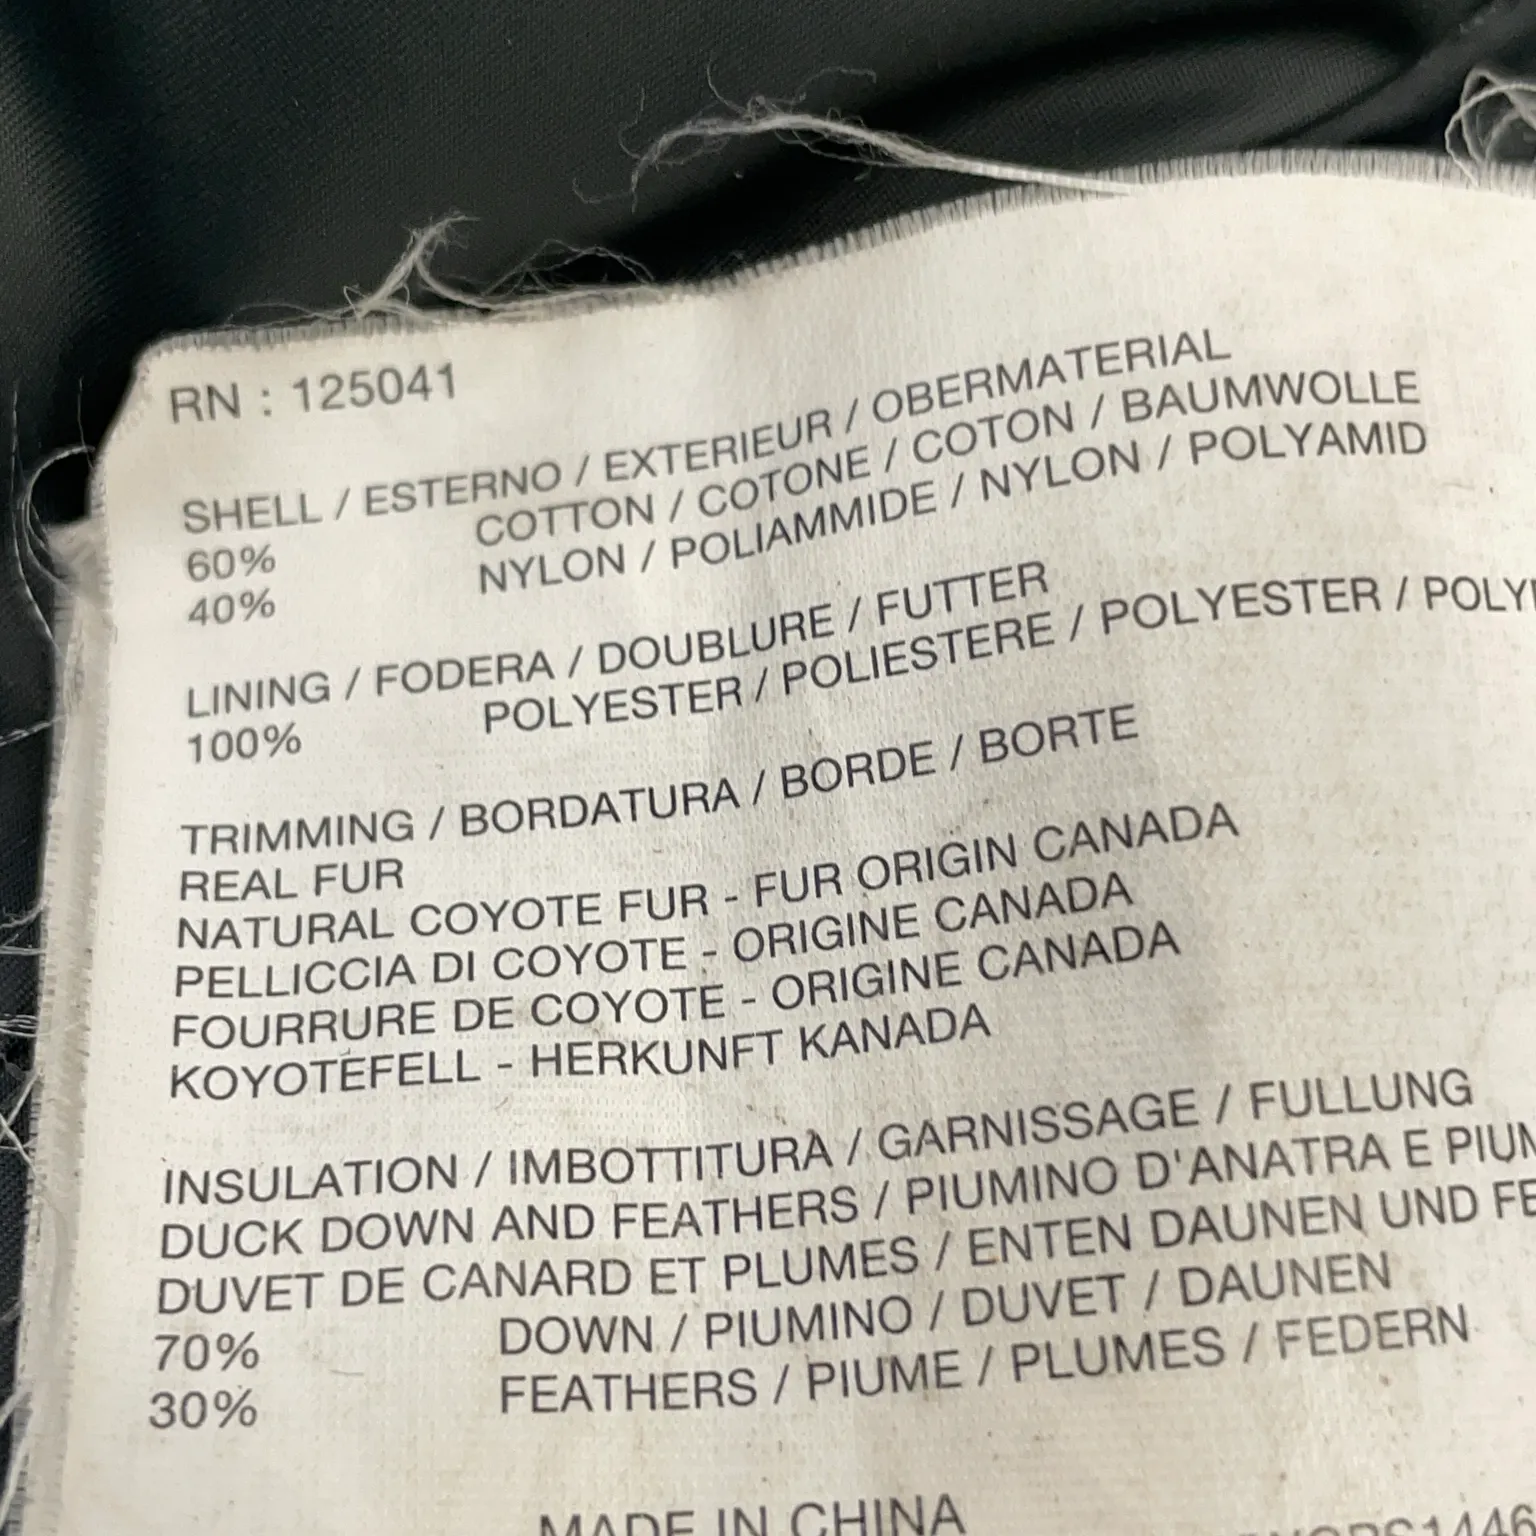 RN : 125041
SHELL / ESTERNO / EXTERIEUR / OBERMATERIAL
60% COTTON / COTONE / COTON / BAUMWOLLE
40% NYLON / POLIAMMIDE / NYLON / POLYAMID
LINING / FODERA / DOUBLURE / FUTTER
100% POLYESTER / POLIESTERE / POLYESTER /
TRIMMING / BORDATURA / BORDE / BORTE
REAL FUR
NATURAL COYOTE FUR - FUR ORIGIN CANADA
PELLICCIA DI COYOTE - ORIGINE CANADA
FOURRURE DE COYOTE - ORIGINE CANADA
KOYOTEFELL - HERKUNFT KANADA
INSULATION / IMBOTTITURA / GARNISSAGE / FULLUNG
DUCK DOWN AND FEATHERS / PIUMINO D'ANATRA E
DUVET DE CANARD ET PLUMES / ENTEN DAUNEN UND
70% DOWN / PIUMINO / DUVET / DAUNEN
30% FEATHERS / PIUME / PLUMES / FEDERN
MADE IN CHINA